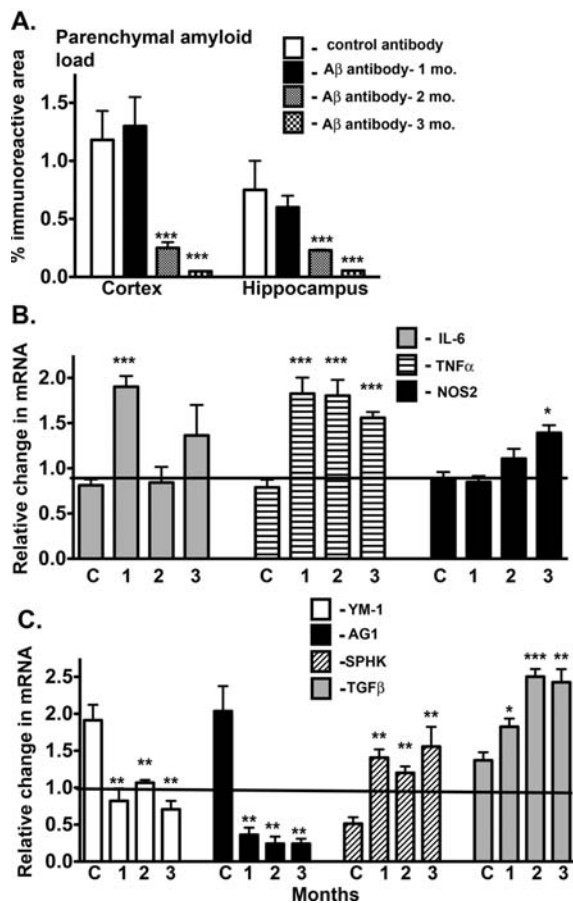 A.
Parenchymal amyloid
load
- control antibody
- Aβ antibody- 1 mo.
- Aβ antibody- 2 mo.
- Aβ antibody- 3 mo.
% immunoreactive area
1.5
1.0
0.5
0.0
*** *** *** ***
Cortex Hippocampus
B.
- IL-6
- TNFα
- NOS2
Relative change in mRNA
2.0
1.5
1.0
0.5
0.0
*** *** *** *** *
C 1 2 3 C 1 2 3 C 1 2 3
C.
-YM-1
-AG1
-SPHK
-TGFβ
Relative change in mRNA
2.5
2.0
1.5
1.0
0.5
0.0
** ** ** ** ** ** ** ** ** * *** **
C 1 2 3 C 1 2 3 C 1 2 3 C 1 2 3
Months